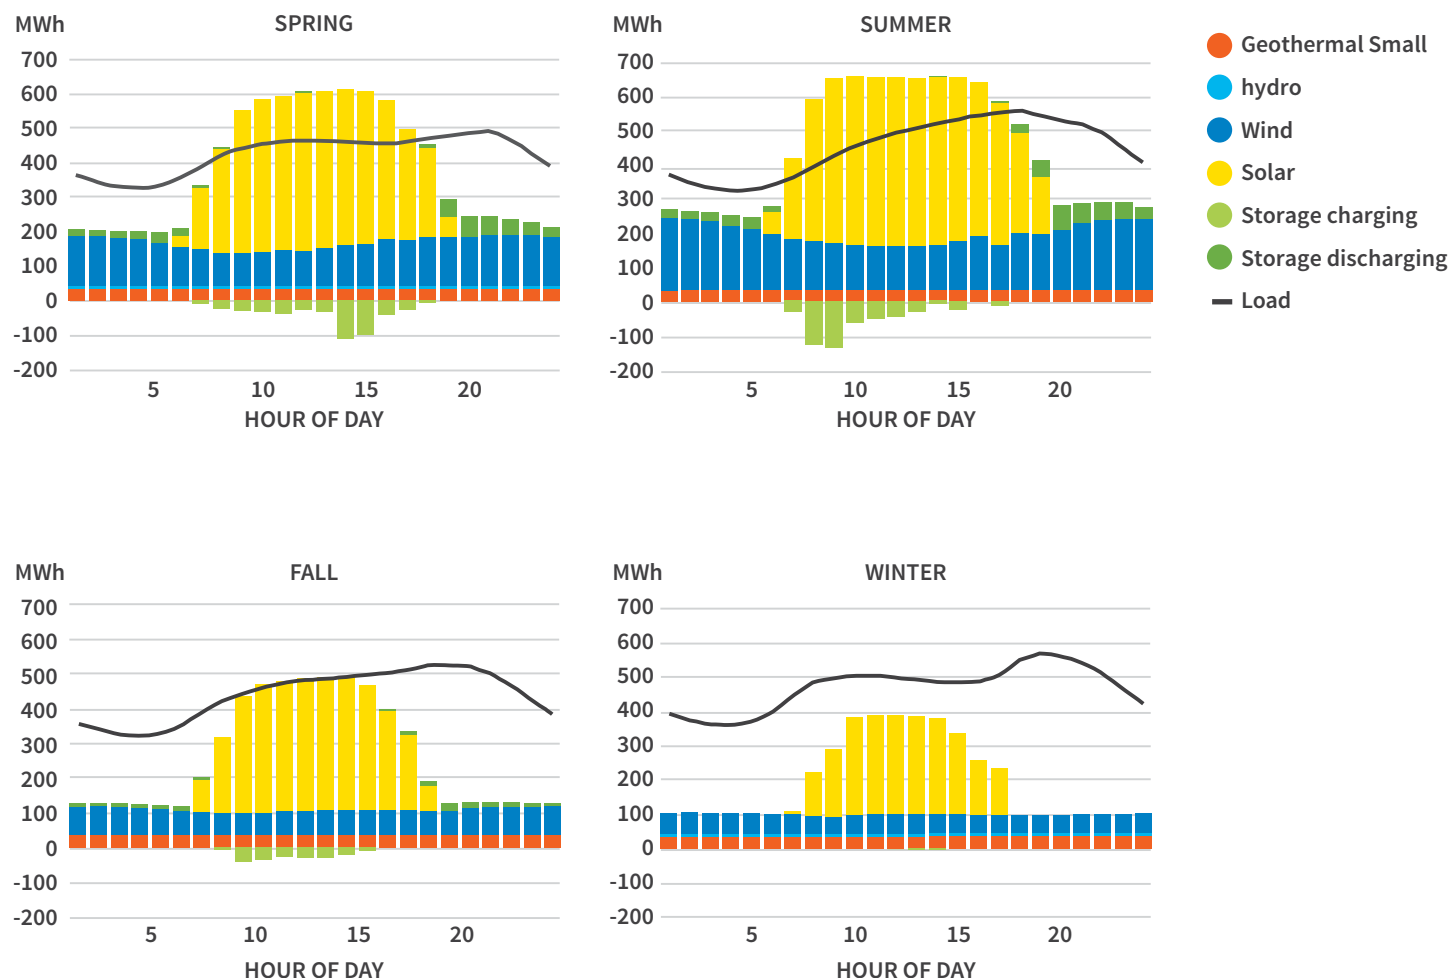 MWh
SPRING
700
600
500
400
300
200
100
0
-100
-200
5
10
15
20
HOUR OF DAY
MWh
SUMMER
700
600
500
400
300
200
100
0
-100
-200
5
10
15
20
HOUR OF DAY
Geothermal Small
hydro
Wind
Solar
Storage charging
Storage discharging
Load
MWh
FALL
700
600
500
400
300
200
100
0
-100
-200
5
10
15
20
HOUR OF DAY
MWh
WINTER
700
600
500
400
300
200
100
0
-100
-200
5
10
15
20
HOUR OF DAY